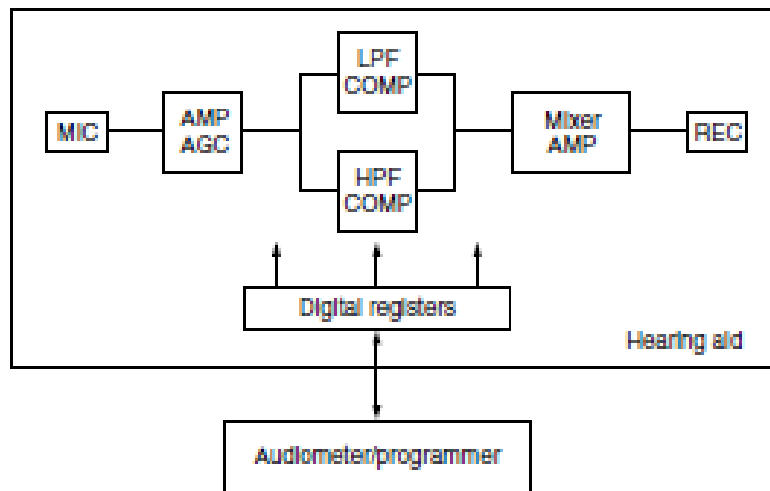 LPF
COMP
MIC
AMP
AGC
Mixer
AMP
REC
HPF
COMP
Digital registers
Hearing aid
Audiometer/programmer